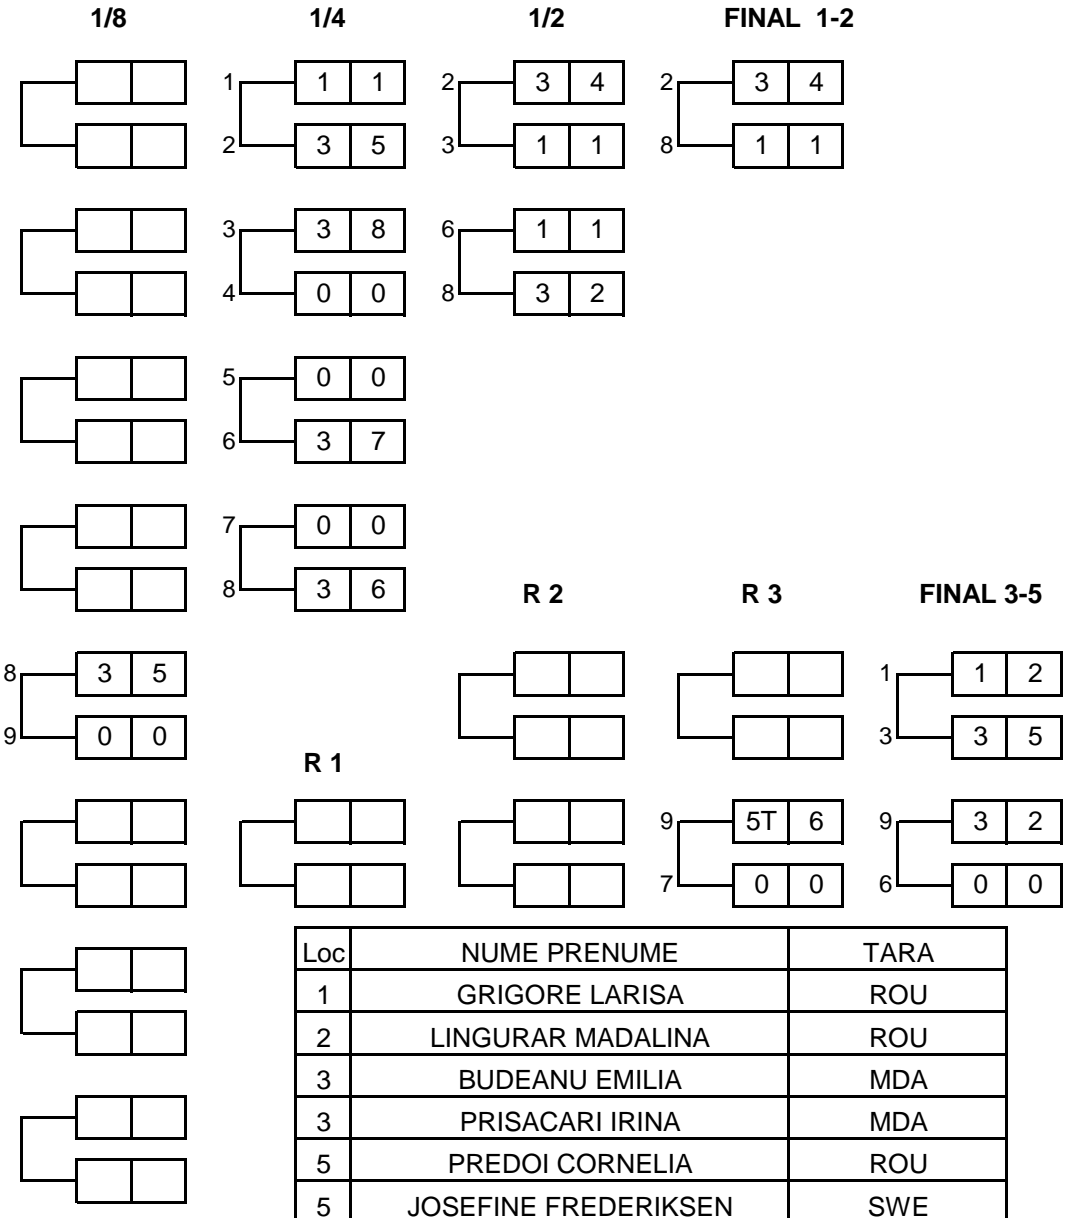 1/8 1/4 1/2 FINAL 1-2
1 1 1 2 3 4 2 3 4
2 3 5 3 1 1 8 1 1
3 3 8 6 1 1
4 0 0 8 3 2
5 0 0
6 3 7
7 0 0
8 3 6
R 2 R 3 FINAL 3-5
8 3 5 1 1 2
9 0 0 3 3 5
R 1
9 5T 6 9 3 2
7 0 0 6 0 0
Loc NUME PRENUME TARA
1 GRIGORE LARISA ROU
2 LINGURAR MADALINA ROU
3 BUDEANU EMILIA MDA
3 PRISACARI IRINA MDA
5 PREDOI CORNELIA ROU
5 JOSEFINE FREDERIKSEN SWE